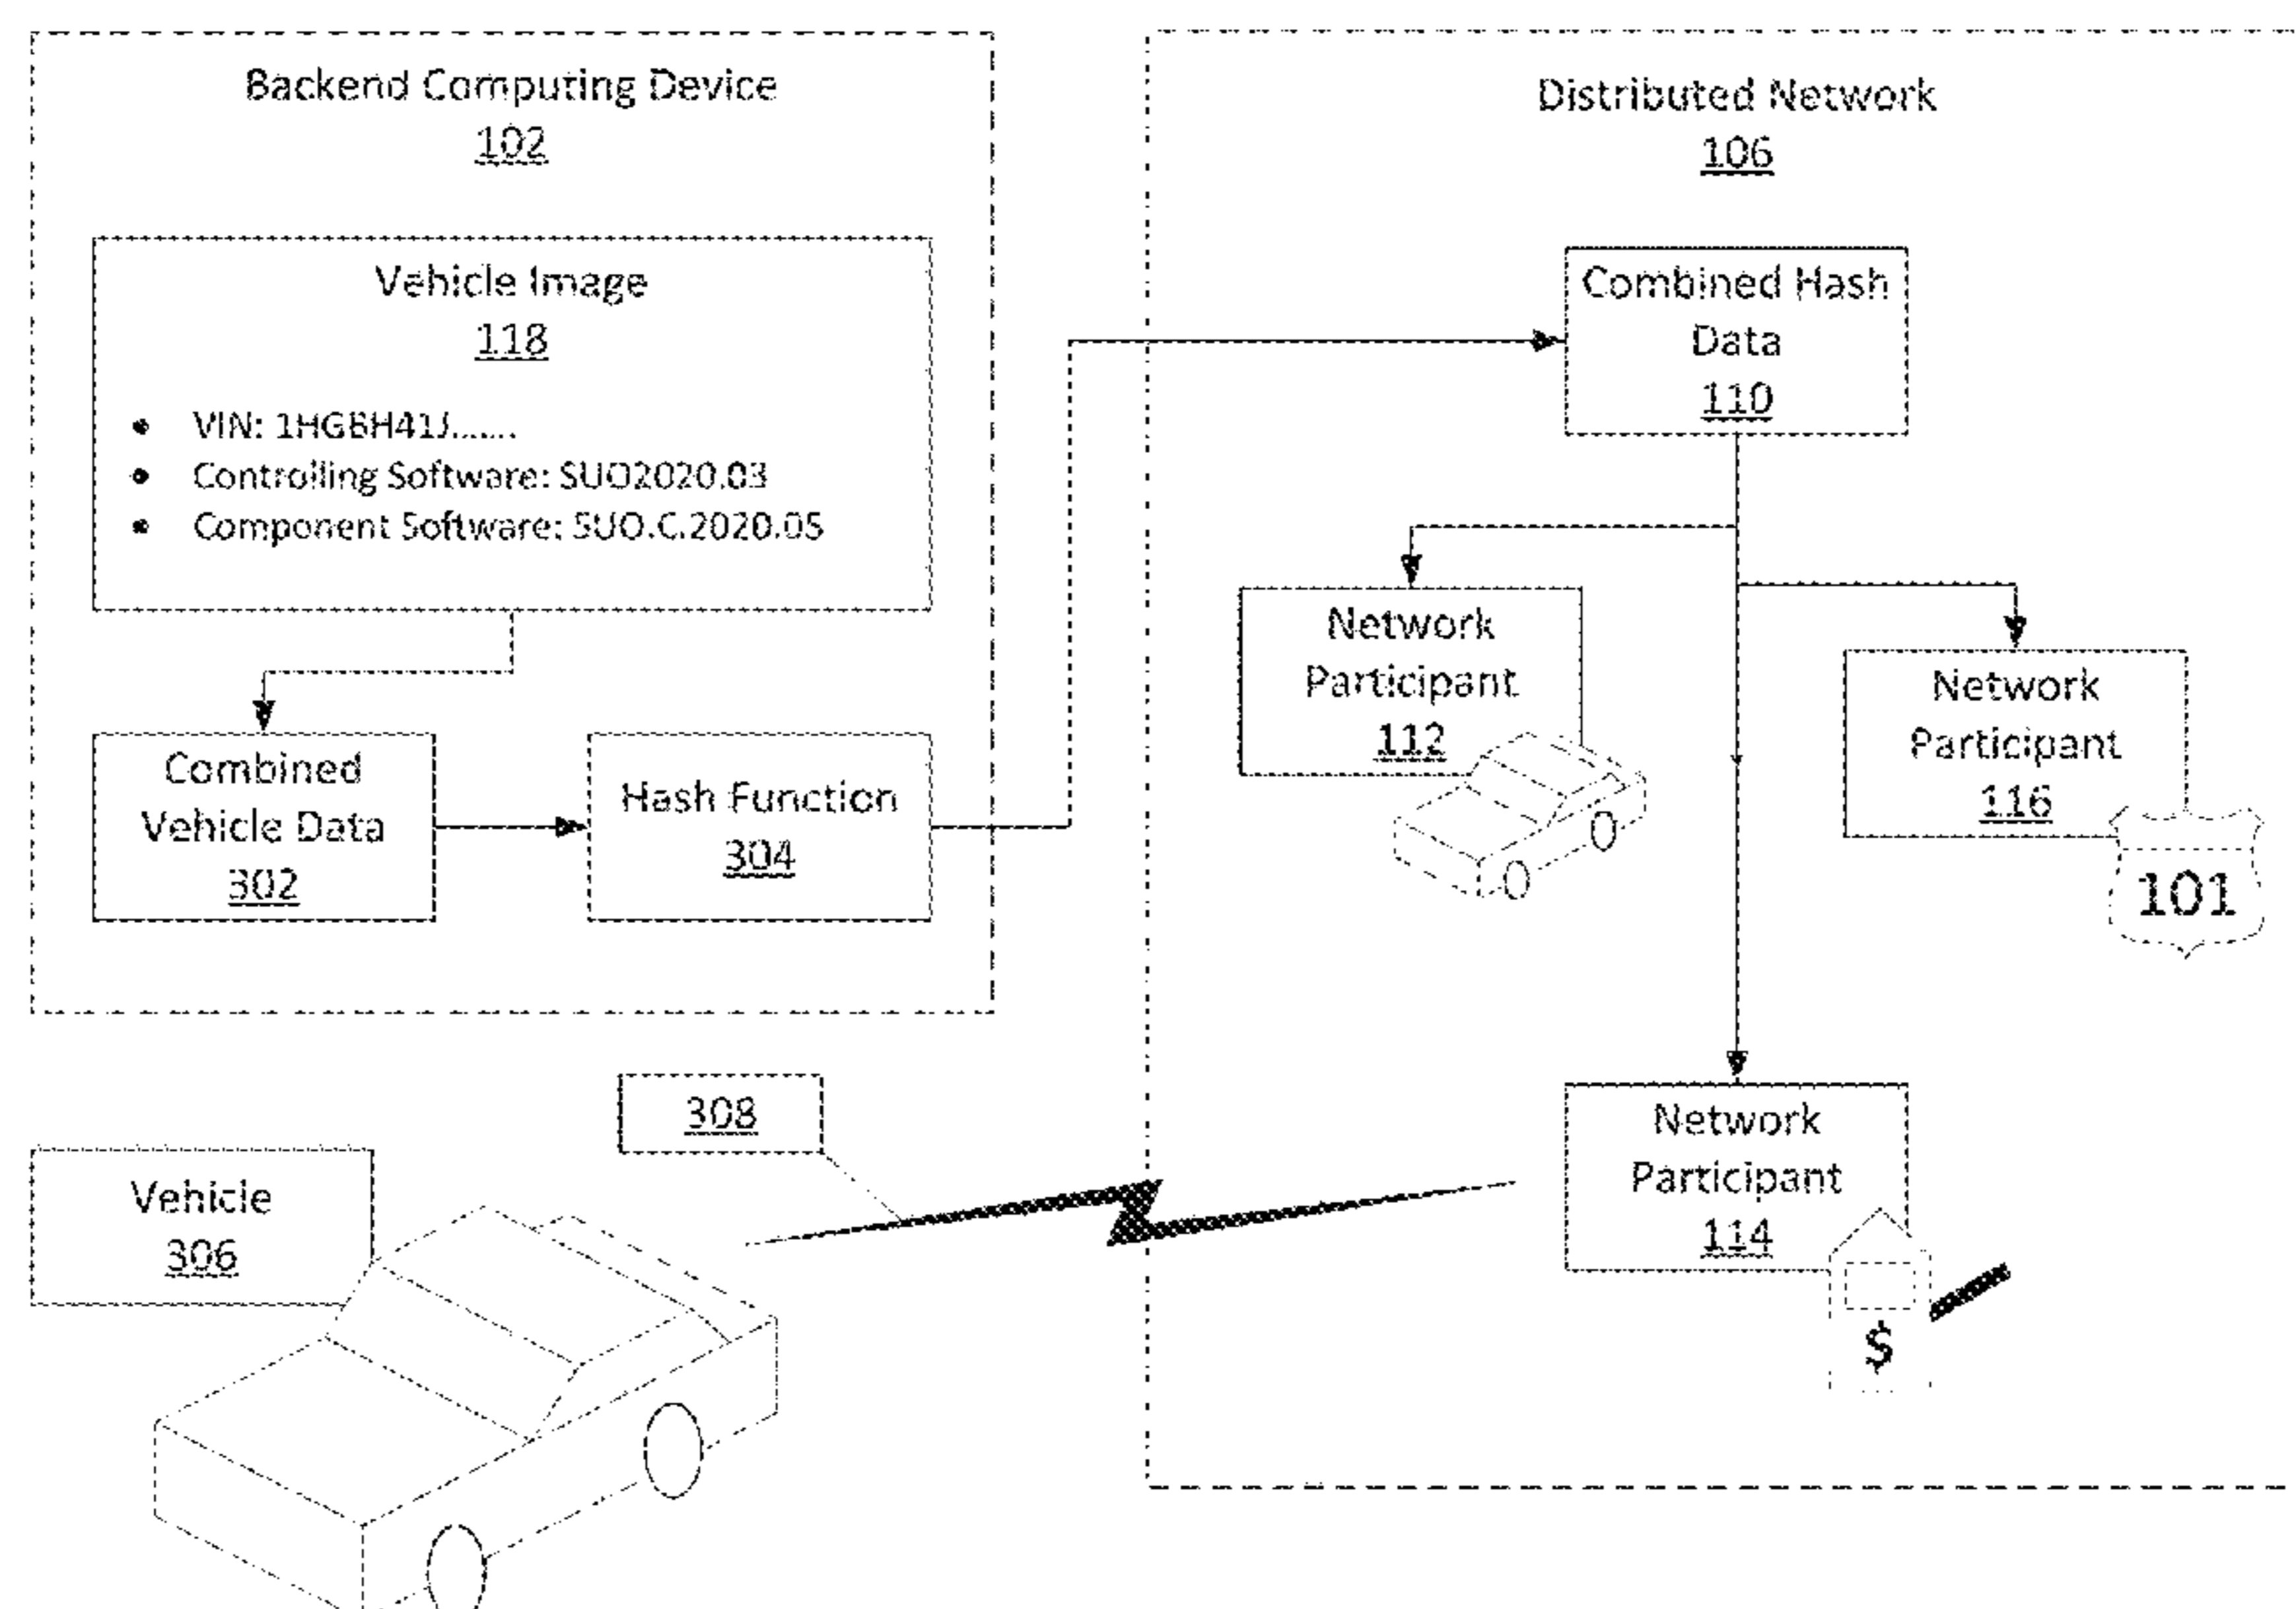 Backend Computing Device
102
Vehicle Image
118
• VIN: 1HGBH41J.......
• Controlling Software: SUO2020.03
• Component Software: SUO.C.2020.05
Combined
Vehicle Data
302
Hash Function
304
Distributed Network
106
Combined Hash
Data
110
Network
Participant
112
Network
Participant
116
101
308
Vehicle
306
Network
Participant
114
$